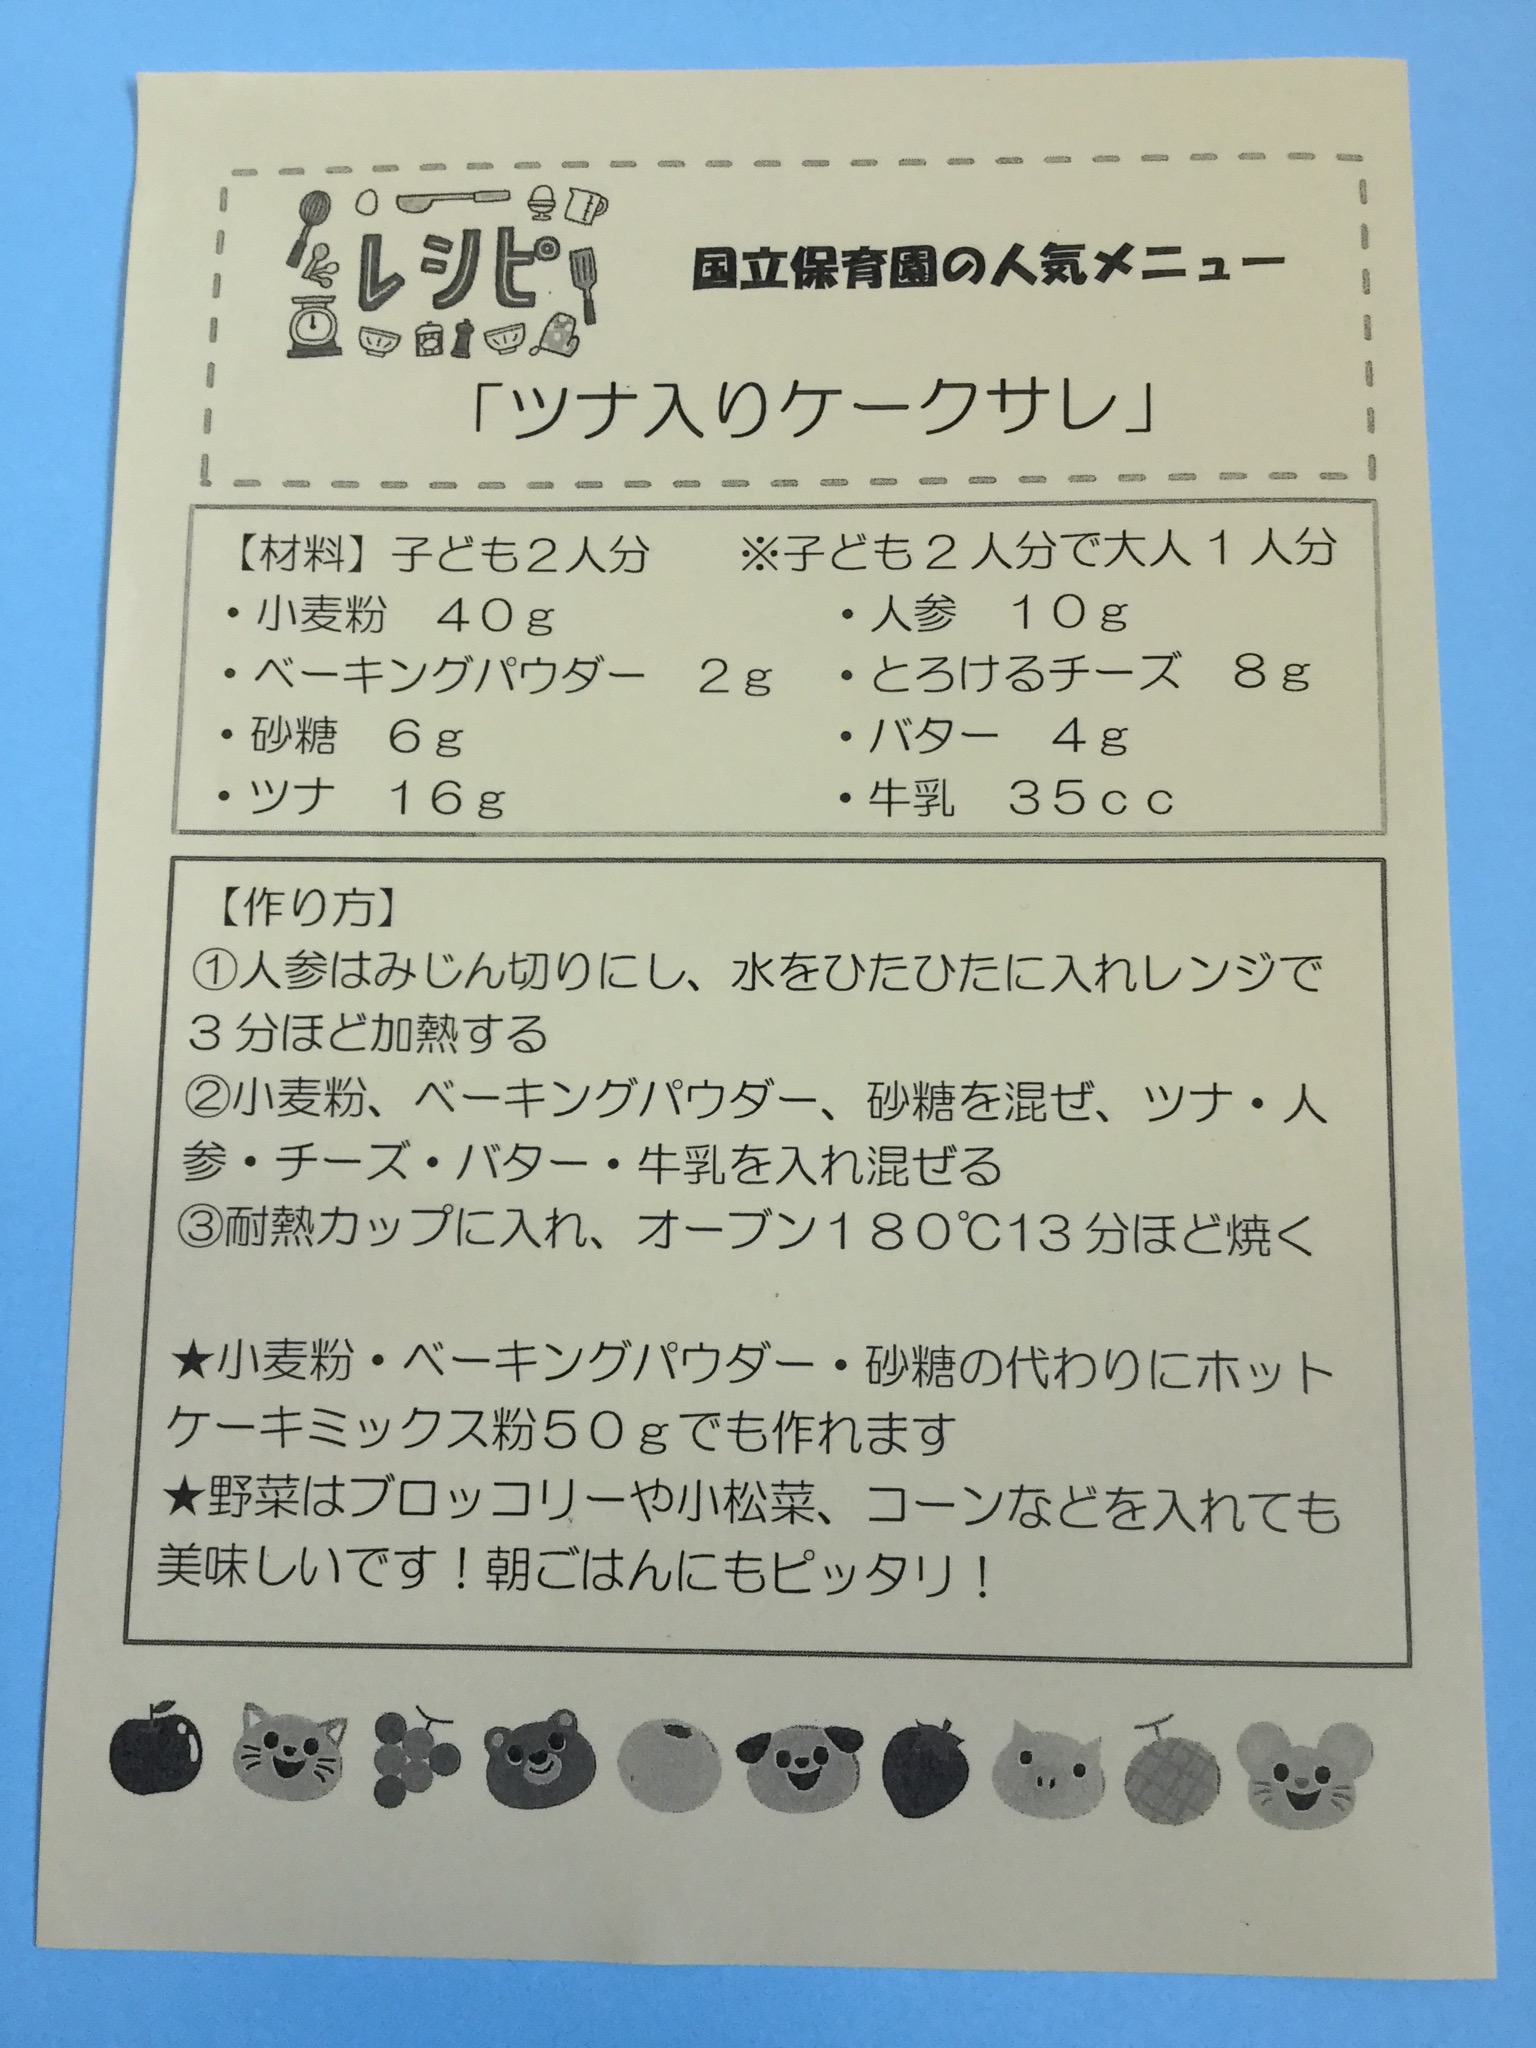 レシピ
国立保育園の人気メニュー
「ツナ入りケークサレ」
【材料】子ども２人分　　※子ども２人分で大人１人分
・小麦粉　４０ｇ　　・人参　１０ｇ
・ベーキングパウダー　２ｇ　　・とろけるチーズ　８ｇ
・砂糖　６ｇ　　・バター　４ｇ
・ツナ　１６ｇ　　・牛乳　３５ｃｃ
【作り方】
①人参はみじん切りにし、水をひたひたに入れレンジで
３分ほど加熱する
②小麦粉、ベーキングパウダー、砂糖を混ぜ、ツナ・人
参・チーズ・バター・牛乳を入れ混ぜる
③耐熱カップに入れ、オーブン１８０℃13分ほど焼く
★小麦粉・ベーキングパウダー・砂糖の代わりにホット
ケーキミックス粉５０ｇでも作れます
★野菜はブロッコリーや小松菜、コーンなどを入れても
美味しいです！朝ごはんにもピッタリ！